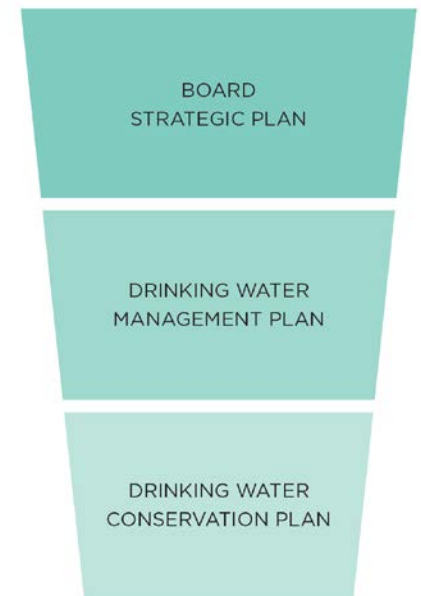 BOARD
STRATEGIC PLAN
DRINKING WATER
MANAGEMENT PLAN
DRINKING WATER
CONSERVATION PLAN